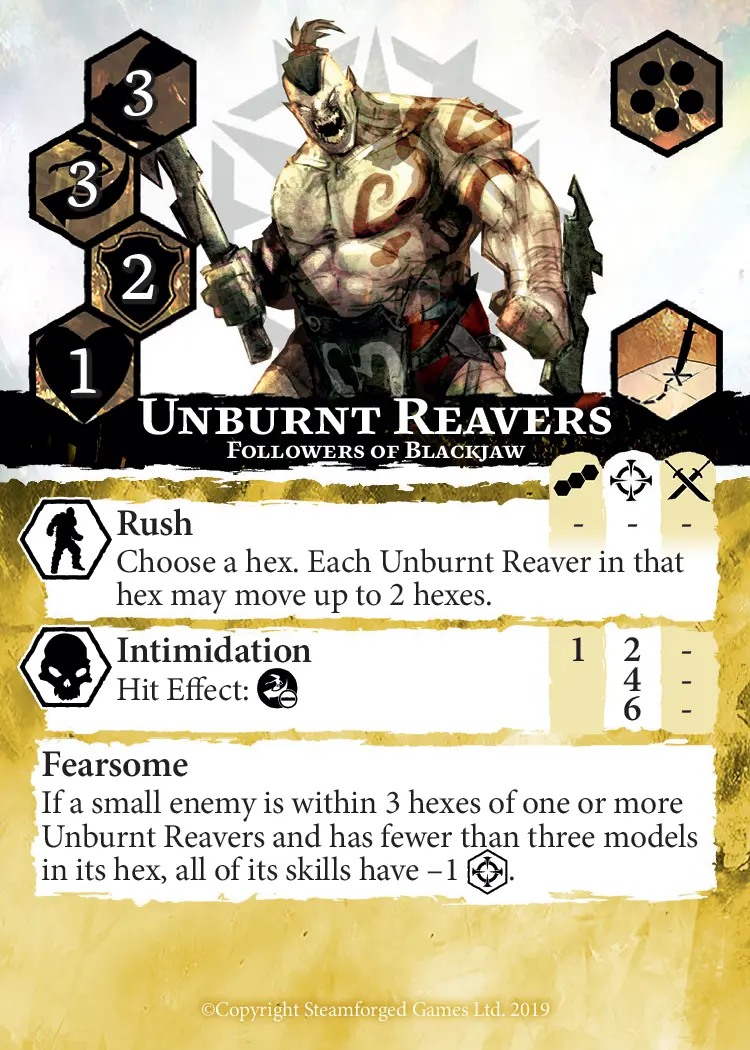 3
3
2
1
Unburnt Reavers
Followers of Blackjaw
Rush - - -
Choose a hex. Each Unburnt Reaver in that
hex may move up to 2 hexes.
Intimidation 1 2 -
Hit Effect: 4 -
6 -
Fearsome
If a small enemy is within 3 hexes of one or more
Unburnt Reavers and has fewer than three models
in its hex, all of its skills have –1 .
©Copyright Steamforged Games Ltd. 2019